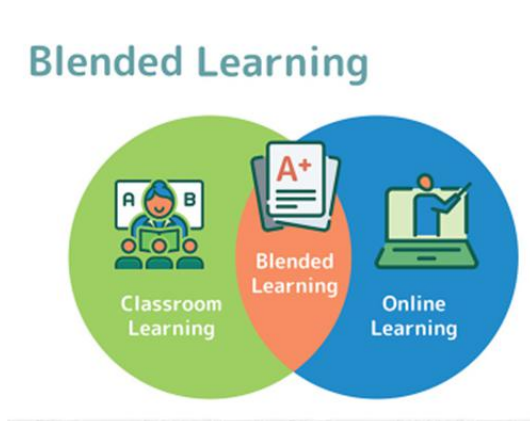 Blended Learning
A+
A B
Blended
Learning
Classroom
Learning
Online
Learning